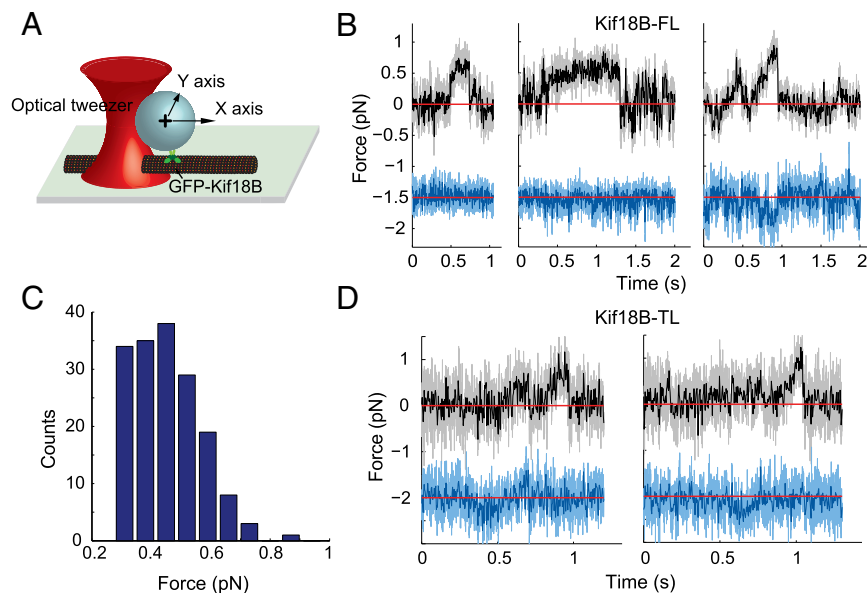 A
Optical tweezer
Y axis
X axis
GFP-Kif18B
B
Kif18B-FL
Force (pN)
1
0.5
0
−0.5
−1
−1.5
−2
0 0.5 1
0 0.5 1 1.5 2
0 0.5 1 1.5 2
Time (s)
C
Counts
40
30
20
10
0
0.2 0.4 0.6 0.8 1
Force (pN)
D
Kif18B-TL
Force (pN)
1
0
−1
−2
0 0.5 1
0 0.5 1
Time (s)